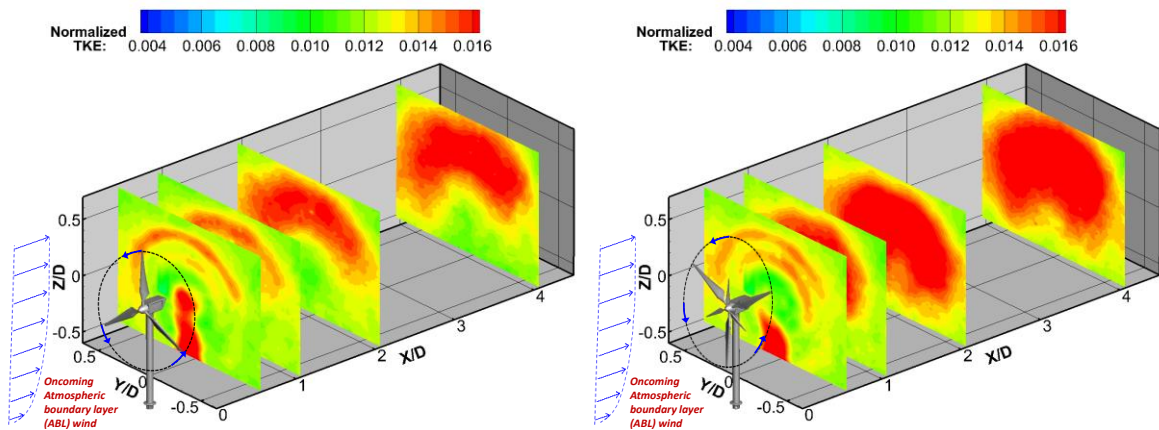 Normalized
TKE: 0.004 0.006 0.008 0.010 0.012 0.014 0.016
Z/D
0.5
0
-0.5
0.5
0
-0.5
Y/D
0
1
2
3
4
X/D
Oncoming
Atmospheric
boundary layer
(ABL) wind
Normalized
TKE: 0.004 0.006 0.008 0.010 0.012 0.014 0.016
Z/D
0.5
0
-0.5
0.5
0
-0.5
Y/D
0
1
2
3
4
X/D
Oncoming
Atmospheric
boundary layer
(ABL) wind